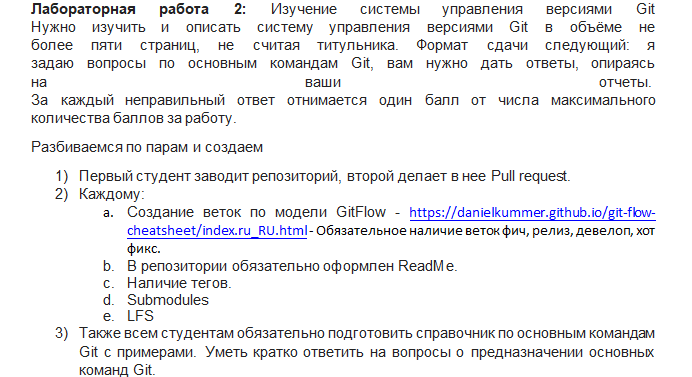 Лабораторная работа 2: Изучение системы управления версиями Git
Нужно изучить и описать систему управления версиями Git в объёме не
более пяти страниц, не считая титульника. Формат сдачи следующий: я
задаю вопросы по основным командам Git, вам нужно дать ответы, опираясь
на ваши отчеты.
За каждый неправильный ответ отнимается один балл от числа максимального
количества баллов за работу.
Разбиваемся по парам и создаем
1) Первый студент заводит репозиторий, второй делает в нее Pull request.
2) Каждому:
a. Создание веток по модели GitFlow - https://danielkummer.github.io/git-flow-
cheatsheet/index.ru_RU.html - Обязательное наличие веток фич, релиз, девелоп, хот
фикс.
b. В репозитории обязательно оформлен ReadMe.
c. Наличие тегов.
d. Submodules
e. LFS
3) Также всем студентам обязательно подготовить справочник по основным командам
Git с примерами. Уметь кратко ответить на вопросы о предназначении основных
команд Git.